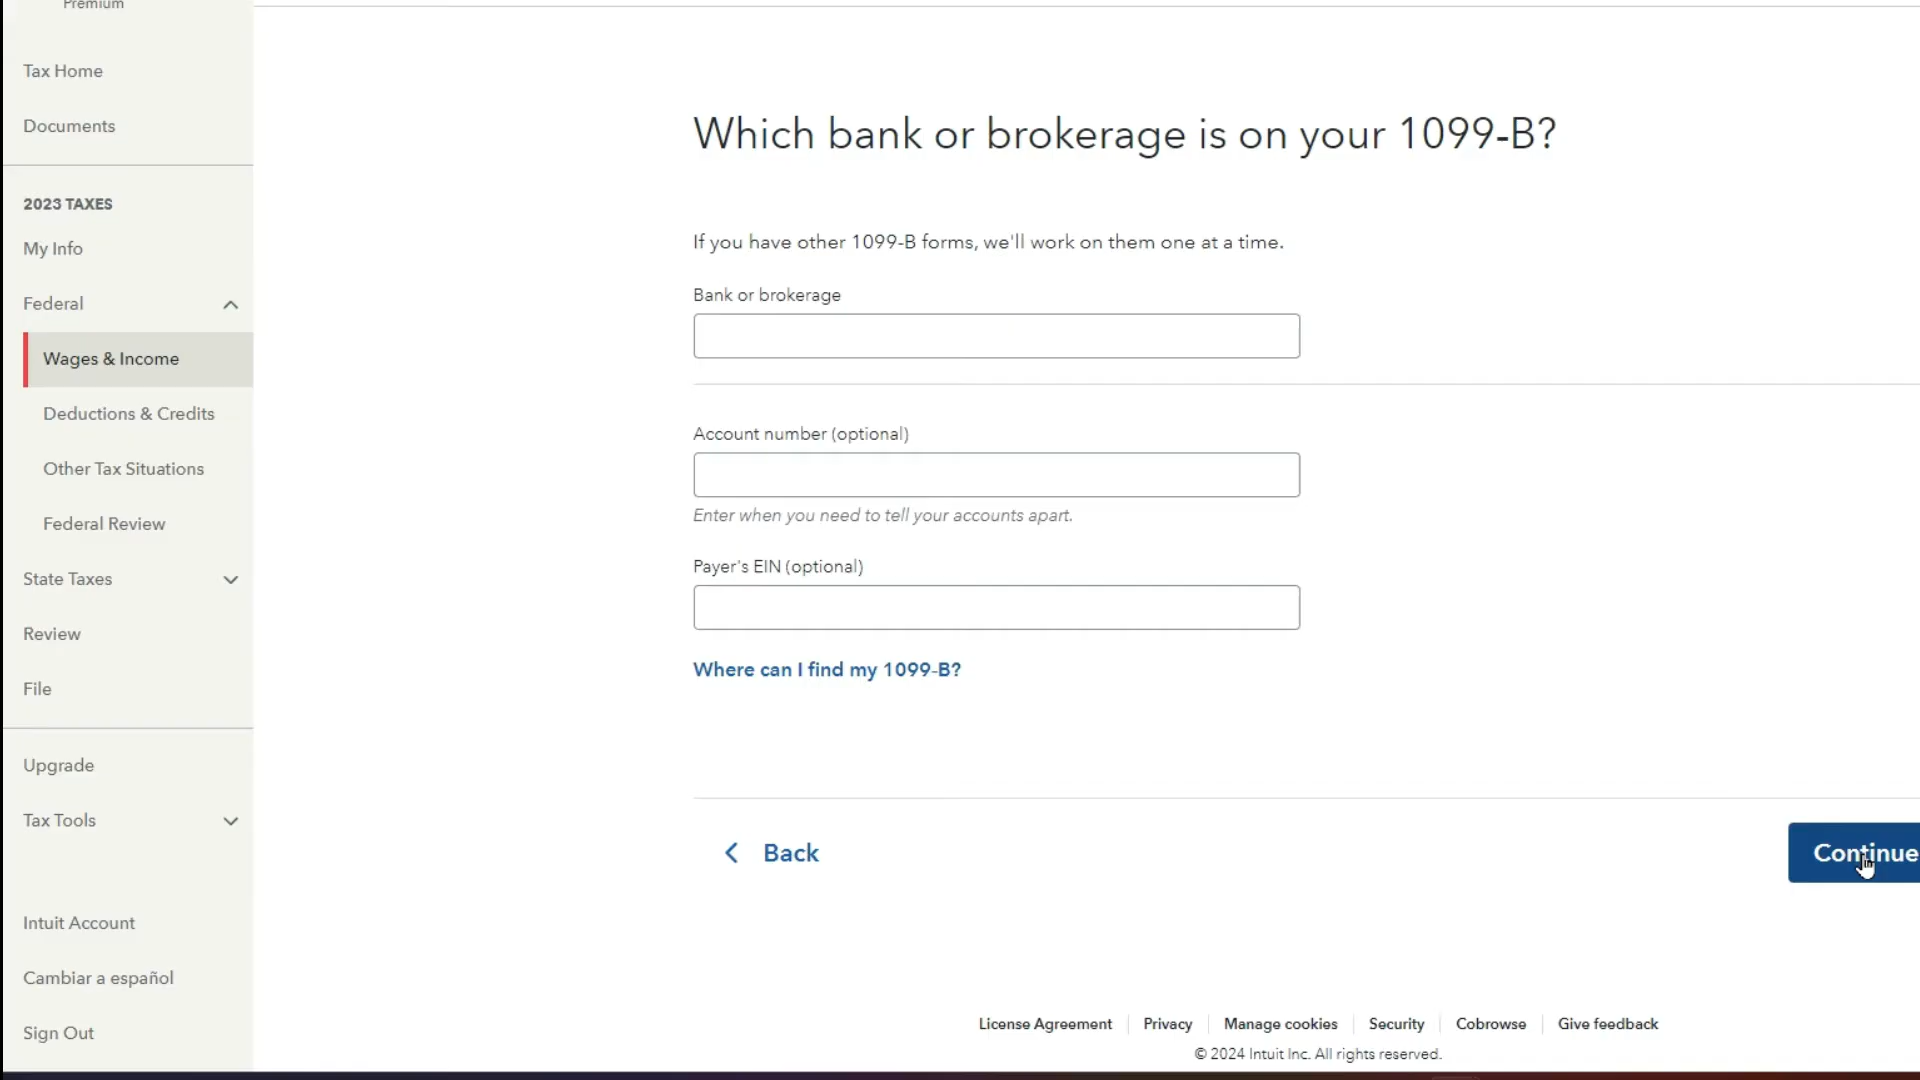 Premium
Tax Home
Documents
2023 TAXES
My Info
Federal
Wages & Income
Deductions & Credits
Other Tax Situations
Federal Review
State Taxes
Review
File
Upgrade
Tax Tools
Intuit Account
Cambiar a español
Sign Out
Which bank or brokerage is on your 1099-B?
If you have other 1099-B forms, we'll work on them one at a time.
Bank or brokerage
Account number (optional)
Enter when you need to tell your accounts apart.
Payer's EIN (optional)
Where can I find my 1099-B?
Back
Continue
License Agreement Privacy Manage cookies Security Cobrowse Give feedback
© 2024 Intuit Inc. All rights reserved.